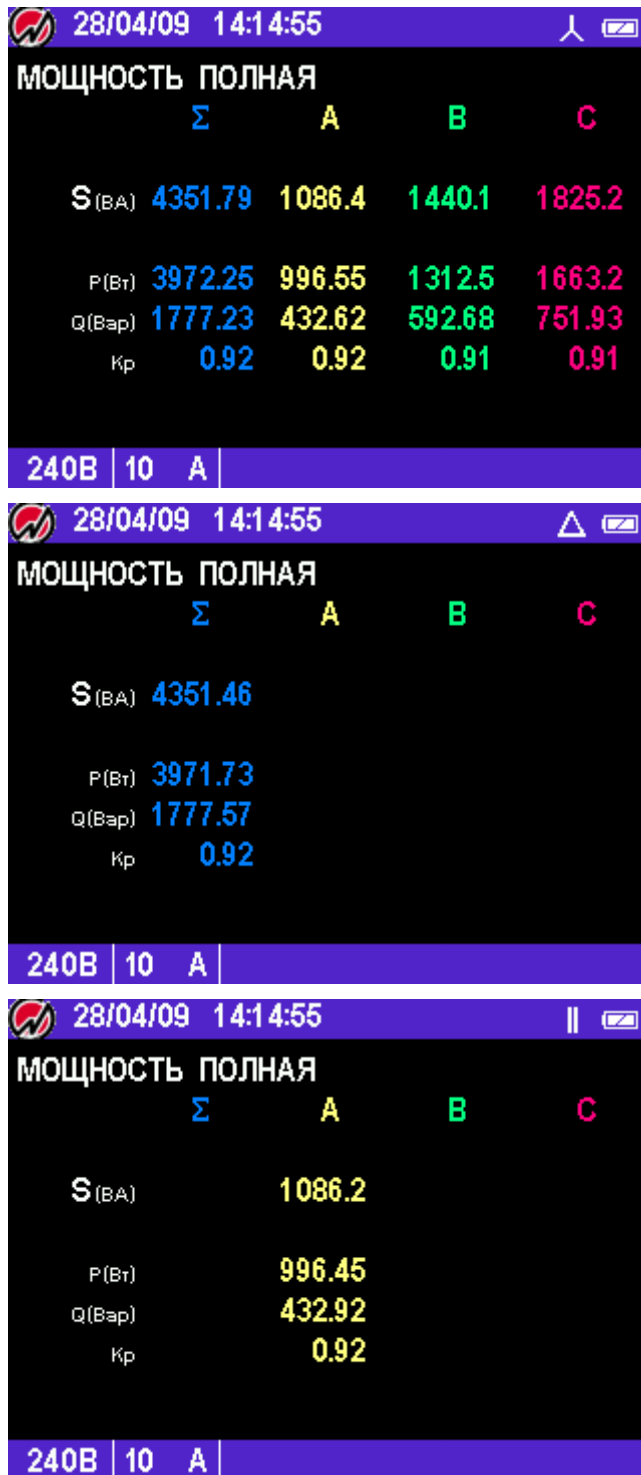 28/04/09 14:14:55
МОЩНОСТЬ ПОЛНАЯ
Σ A B C
S(ВА) 4351.79 1086.4 1440.1 1825.2
P(Вт) 3972.25 996.55 1312.5 1663.2
Q(Вар) 1777.23 432.62 592.68 751.93
Кр 0.92 0.92 0.91 0.91
240В 10 А
28/04/09 14:14:55
МОЩНОСТЬ ПОЛНАЯ
Σ A B C
S(ВА) 4351.46
P(Вт) 3971.73
Q(Вар) 1777.57
Кр 0.92
240В 10 А
28/04/09 14:14:55
МОЩНОСТЬ ПОЛНАЯ
Σ A B C
S(ВА) 1086.2
P(Вт) 996.45
Q(Вар) 432.92
Кр 0.92
240В 10 А